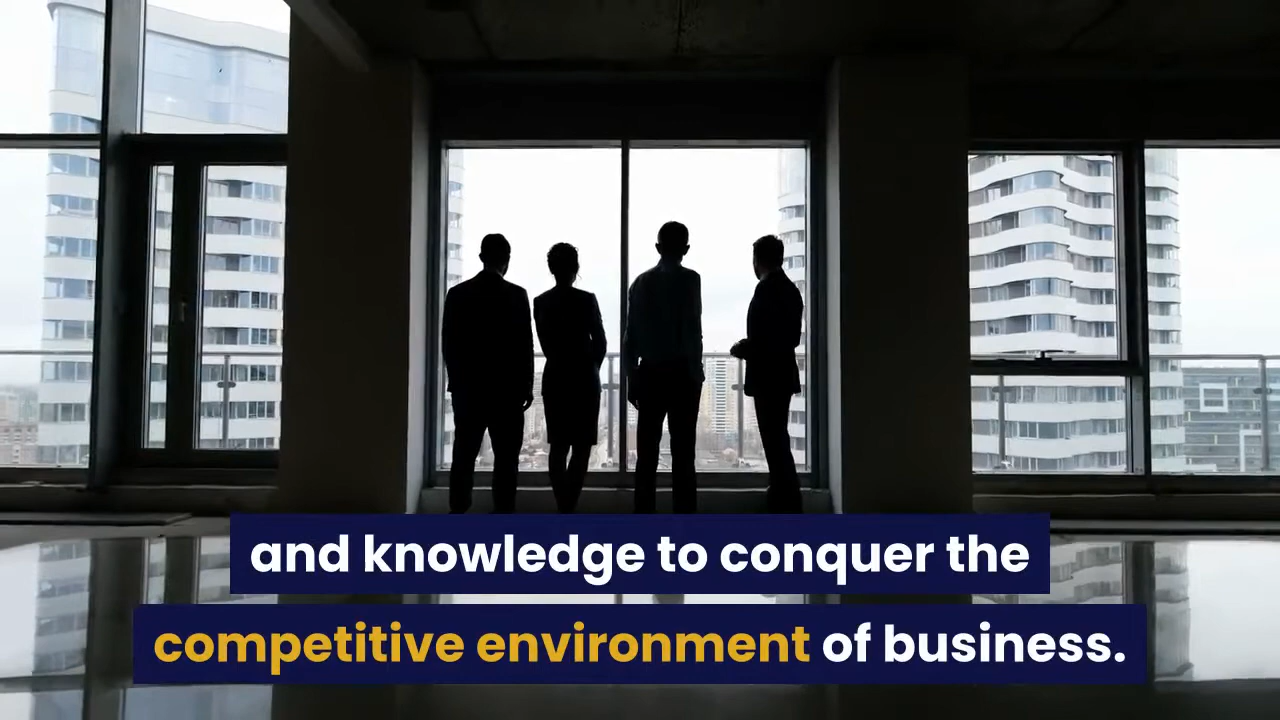 and knowledge to conquer the
competitive environment of business.